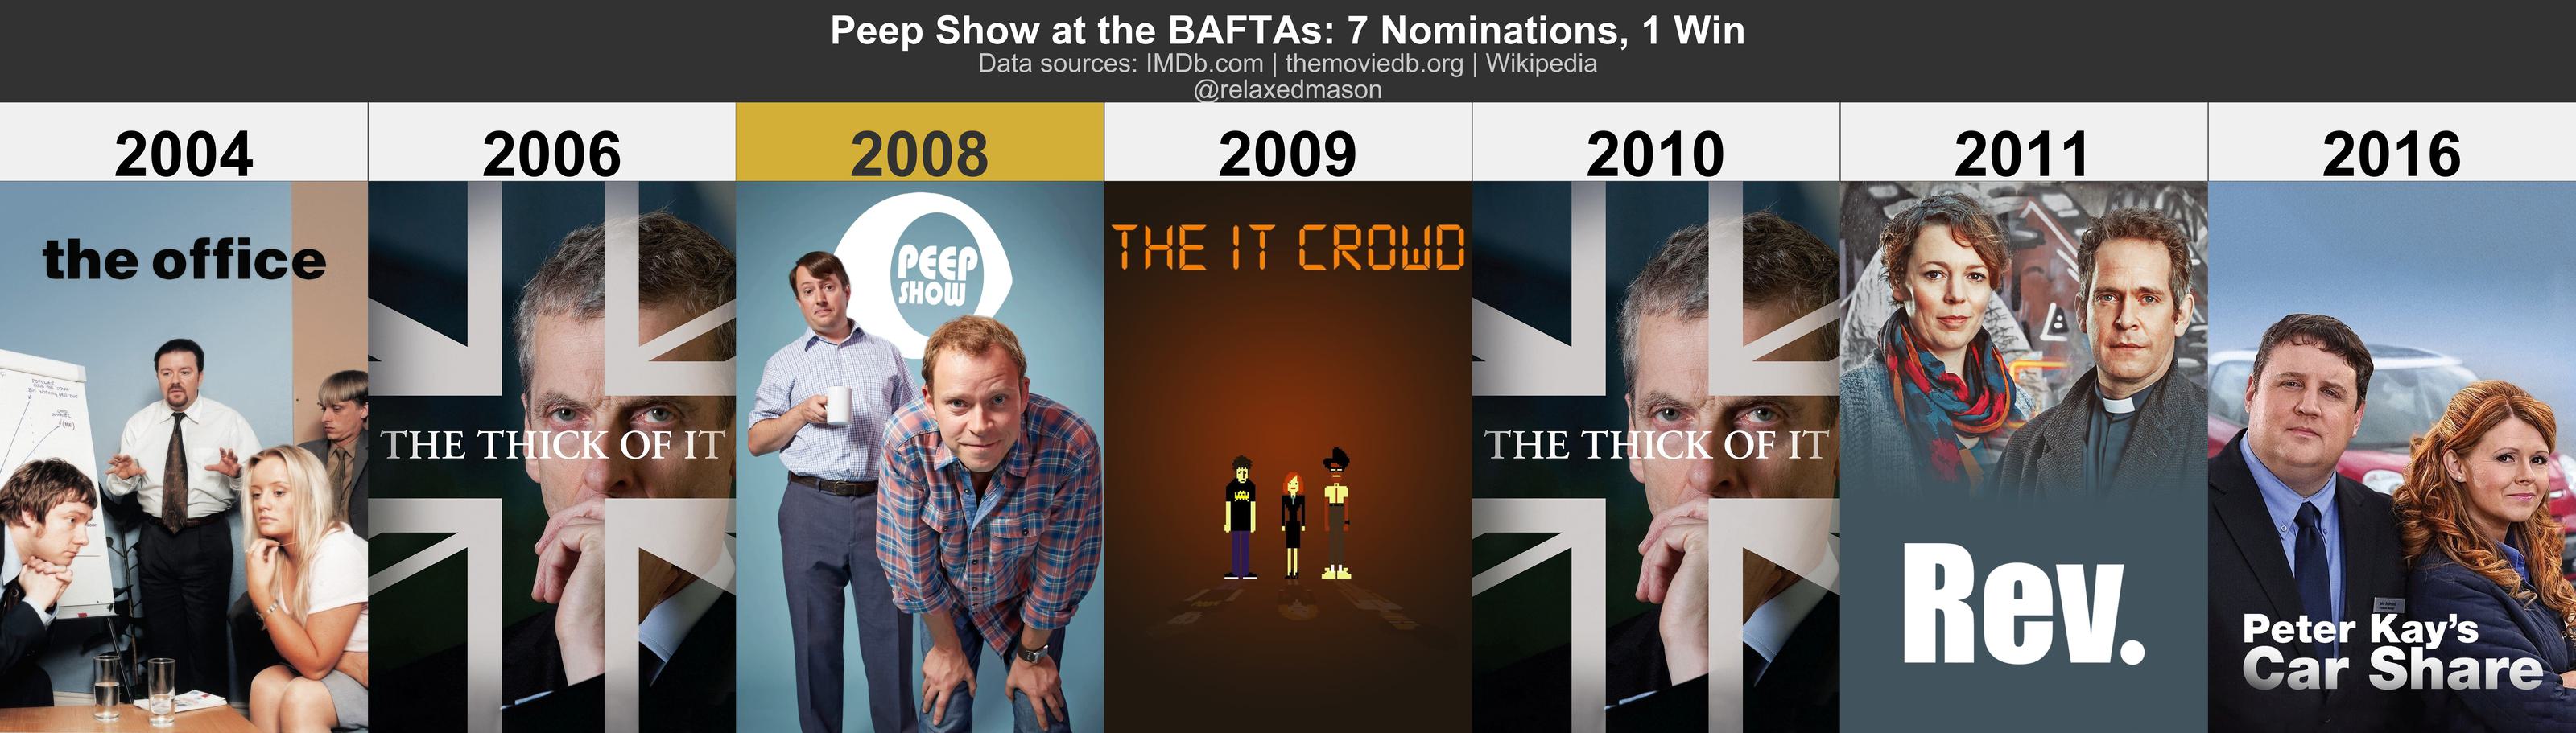 Peep Show at the BAFTAs: 7 Nominations, 1 Win
Data sources: IMDb.com | themoviedb.org | Wikipedia
@relaxedmason
2004
2006
2008
2009
2010
2011
2016
the office
THE THICK OF IT
PEEP
SHOW
THE IT CROWD
THE THICK OF IT
Rev.
Peter Kay's
Car Share